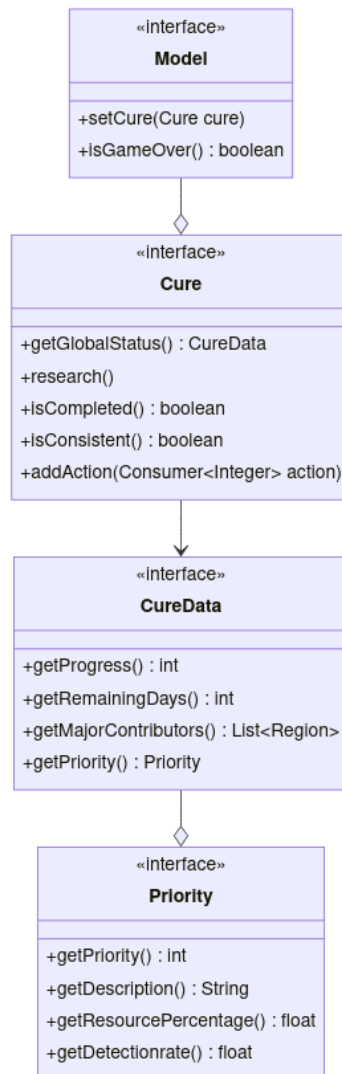 «interface»
Model
+setCure(Cure cure)
+isGameOver() : boolean
«interface»
Cure
+getGlobalStatus() : CureData
+research()
+isCompleted() : boolean
+isConsistent() : boolean
+addAction(Consumer<Integer> action)
«interface»
CureData
+getProgress() : int
+getRemainingDays() : int
+getMajorContributors() : List<Region>
+getPriority() : Priority
«interface»
Priority
+getPriority() : int
+getDescription() : String
+getResourcePercentage() : float
+getDetectionrate() : float